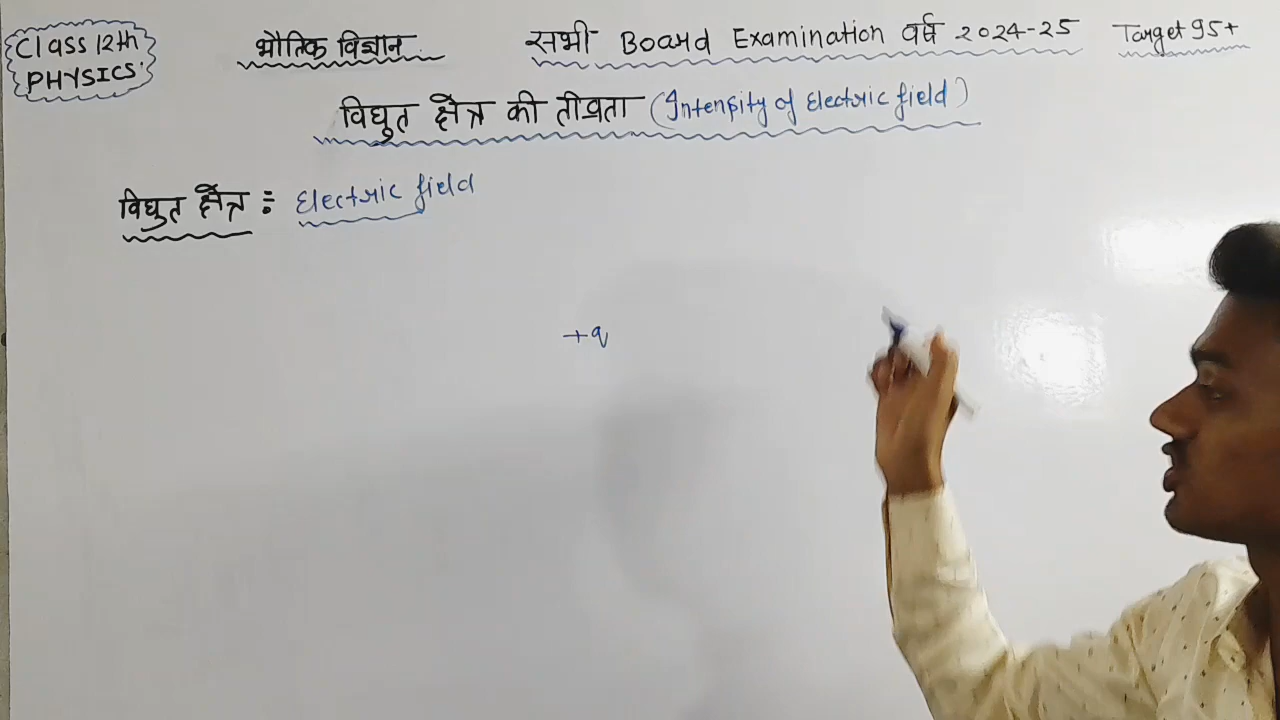 Class 12th
PHYSICS
भौतिक विज्ञान
सभी Board Examination वर्ष 2024-25 Target 95+
विद्युत क्षेत्र की तीव्रता (Intensity of Electric field)
विद्युत क्षेत्र : Electric field
+q